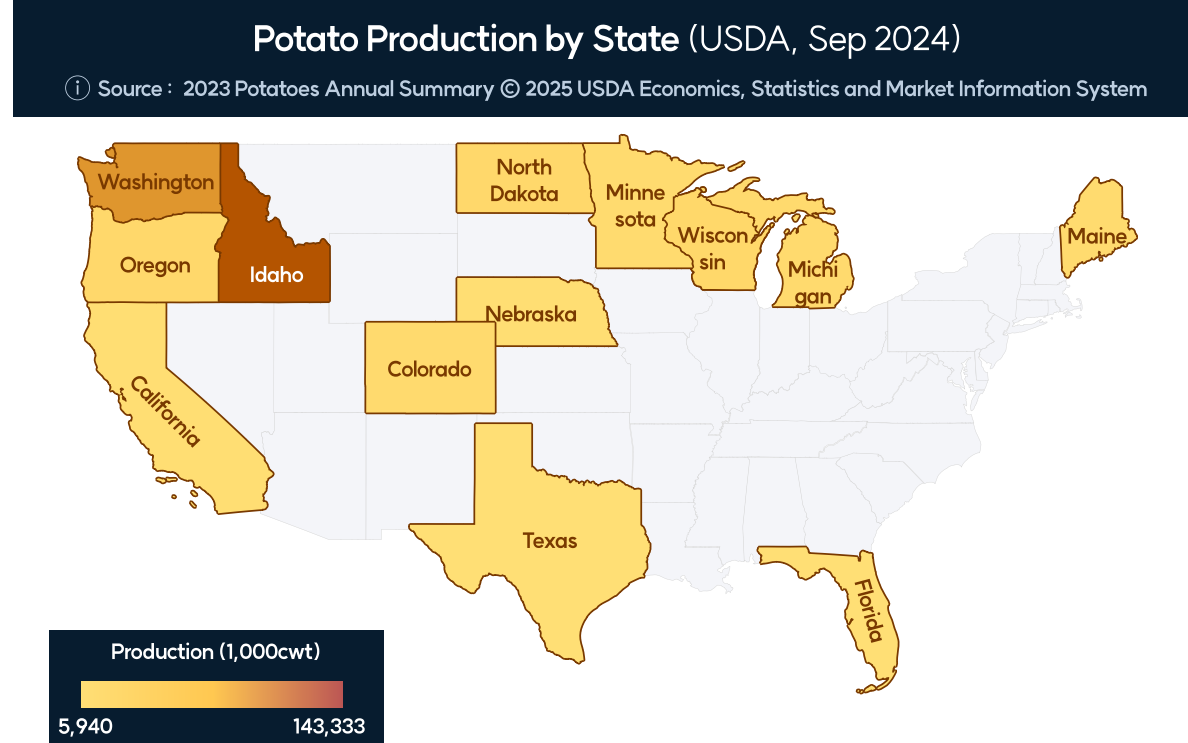 Potato Production by State (USDA, Sep 2024)
Source : 2023 Potatoes Annual Summary © 2025 USDA Economics, Statistics and Market Information System
Washington
North
Dakota
Minne
sota
Wiscon
sin
Michi
gan
Maine
Oregon
Idaho
Nebraska
Colorado
California
Texas
Florida
Production (1,000cwt)
5,940
143,333